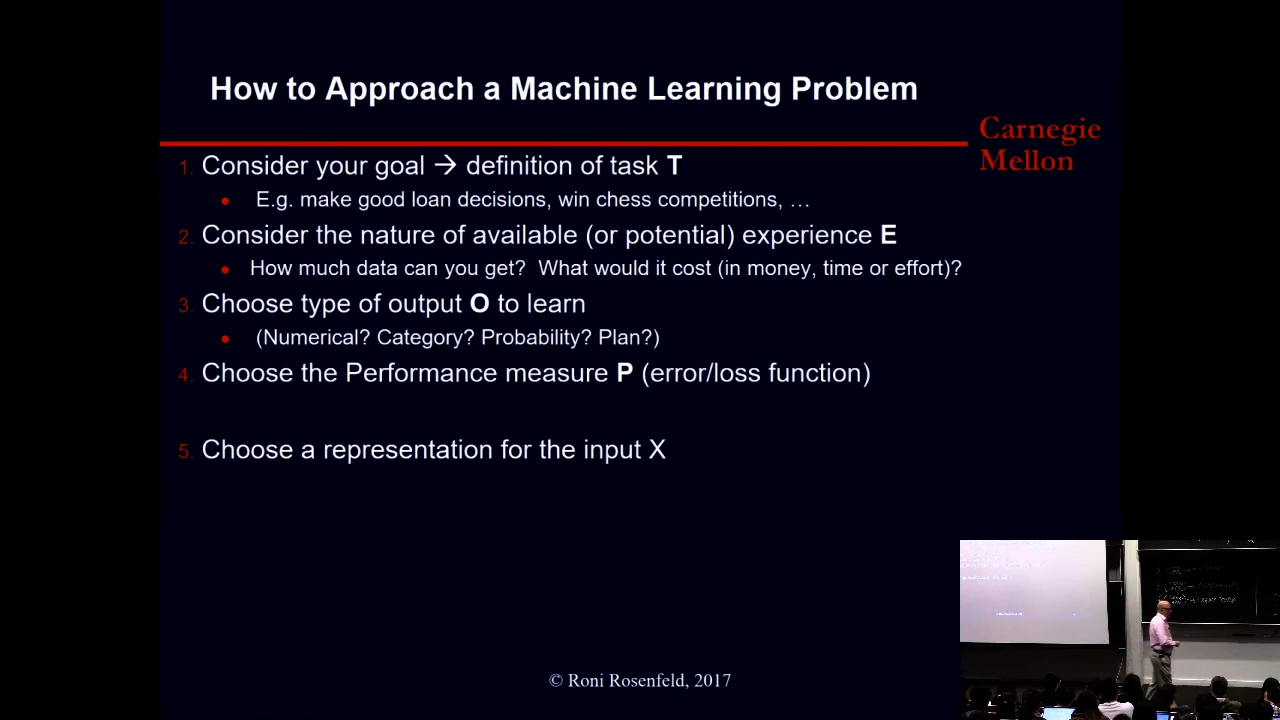 How to Approach a Machine Learning Problem
Carnegie
Mellon
1. Consider your goal → definition of task T
• E.g. make good loan decisions, win chess competitions, …
2. Consider the nature of available (or potential) experience E
• How much data can you get? What would it cost (in money, time or effort)?
3. Choose type of output O to learn
• (Numerical? Category? Probability? Plan?)
4. Choose the Performance measure P (error/loss function)
5. Choose a representation for the input X
© Roni Rosenfeld, 2017